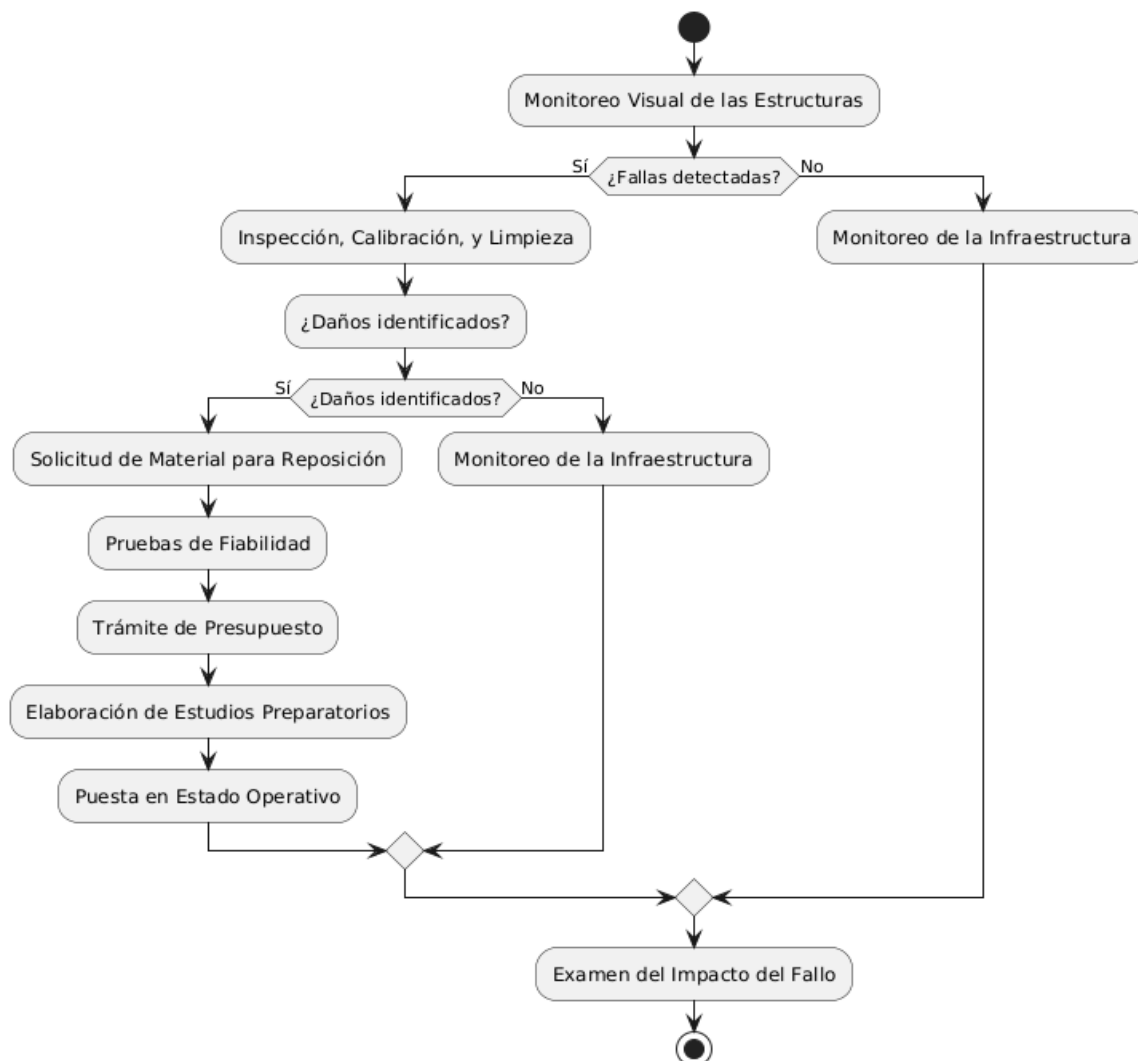 Monitoreo Visual de las Estructuras
Sí
¿Fallas detectadas?
No
Inspección, Calibración, y Limpieza
Monitoreo de la Infraestructura
¿Daños identificados?
Sí
¿Daños identificados?
No
Solicitud de Material para Reposición
Monitoreo de la Infraestructura
Pruebas de Fiabilidad
Trámite de Presupuesto
Elaboración de Estudios Preparatorios
Puesta en Estado Operativo
Examen del Impacto del Fallo